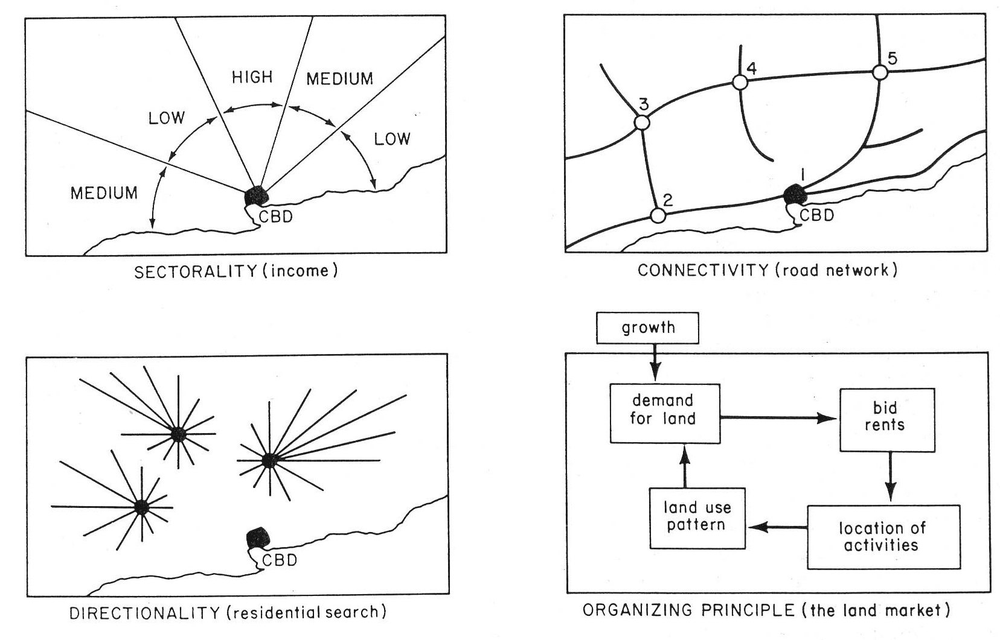 HIGH
MEDIUM
LOW
LOW
MEDIUM
CBD
SECTORALITY (income)
5
4
3
1
2
CBD
CONNECTIVITY (road network)
CBD
DIRECTIONALITY (residential search)
growth
demand
for land
bid
rents
land use
pattern
location of
activities
ORGANIZING PRINCIPLE (the land market)